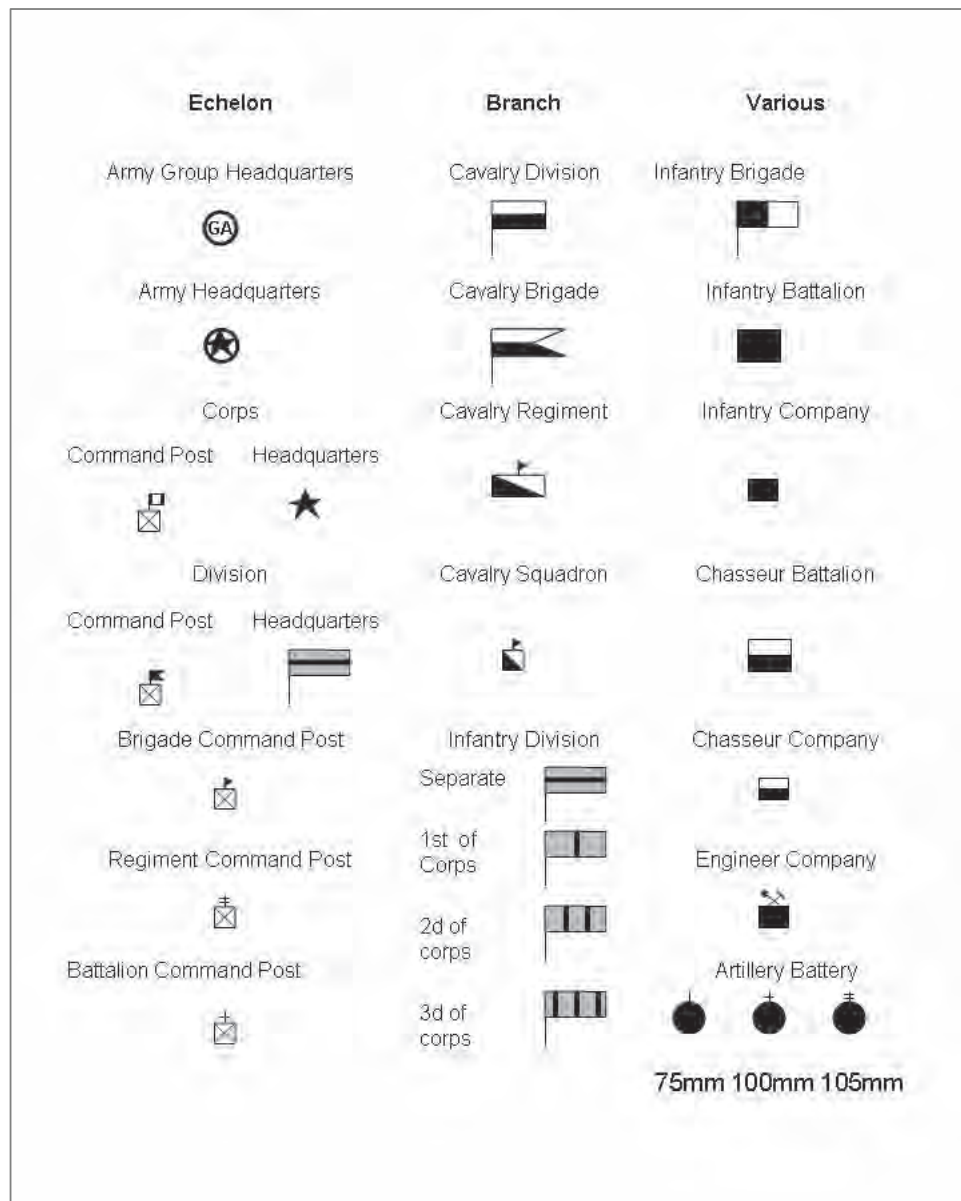 Echelon
Branch
Various
Army Group Headquarters
GA
Army Headquarters
Corps
Command Post
Headquarters
Division
Command Post
Headquarters
Brigade Command Post
Regiment Command Post
Battalion Command Post
Cavalry Division
Cavalry Brigade
Cavalry Regiment
Cavalry Squadron
Infantry Division
Separate
1st of
Corps
2d of
corps
3d of
corps
Infantry Brigade
Infantry Battalion
Infantry Company
Chasseur Battalion
Chasseur Company
Engineer Company
Artillery Battery
75mm 100mm 105mm